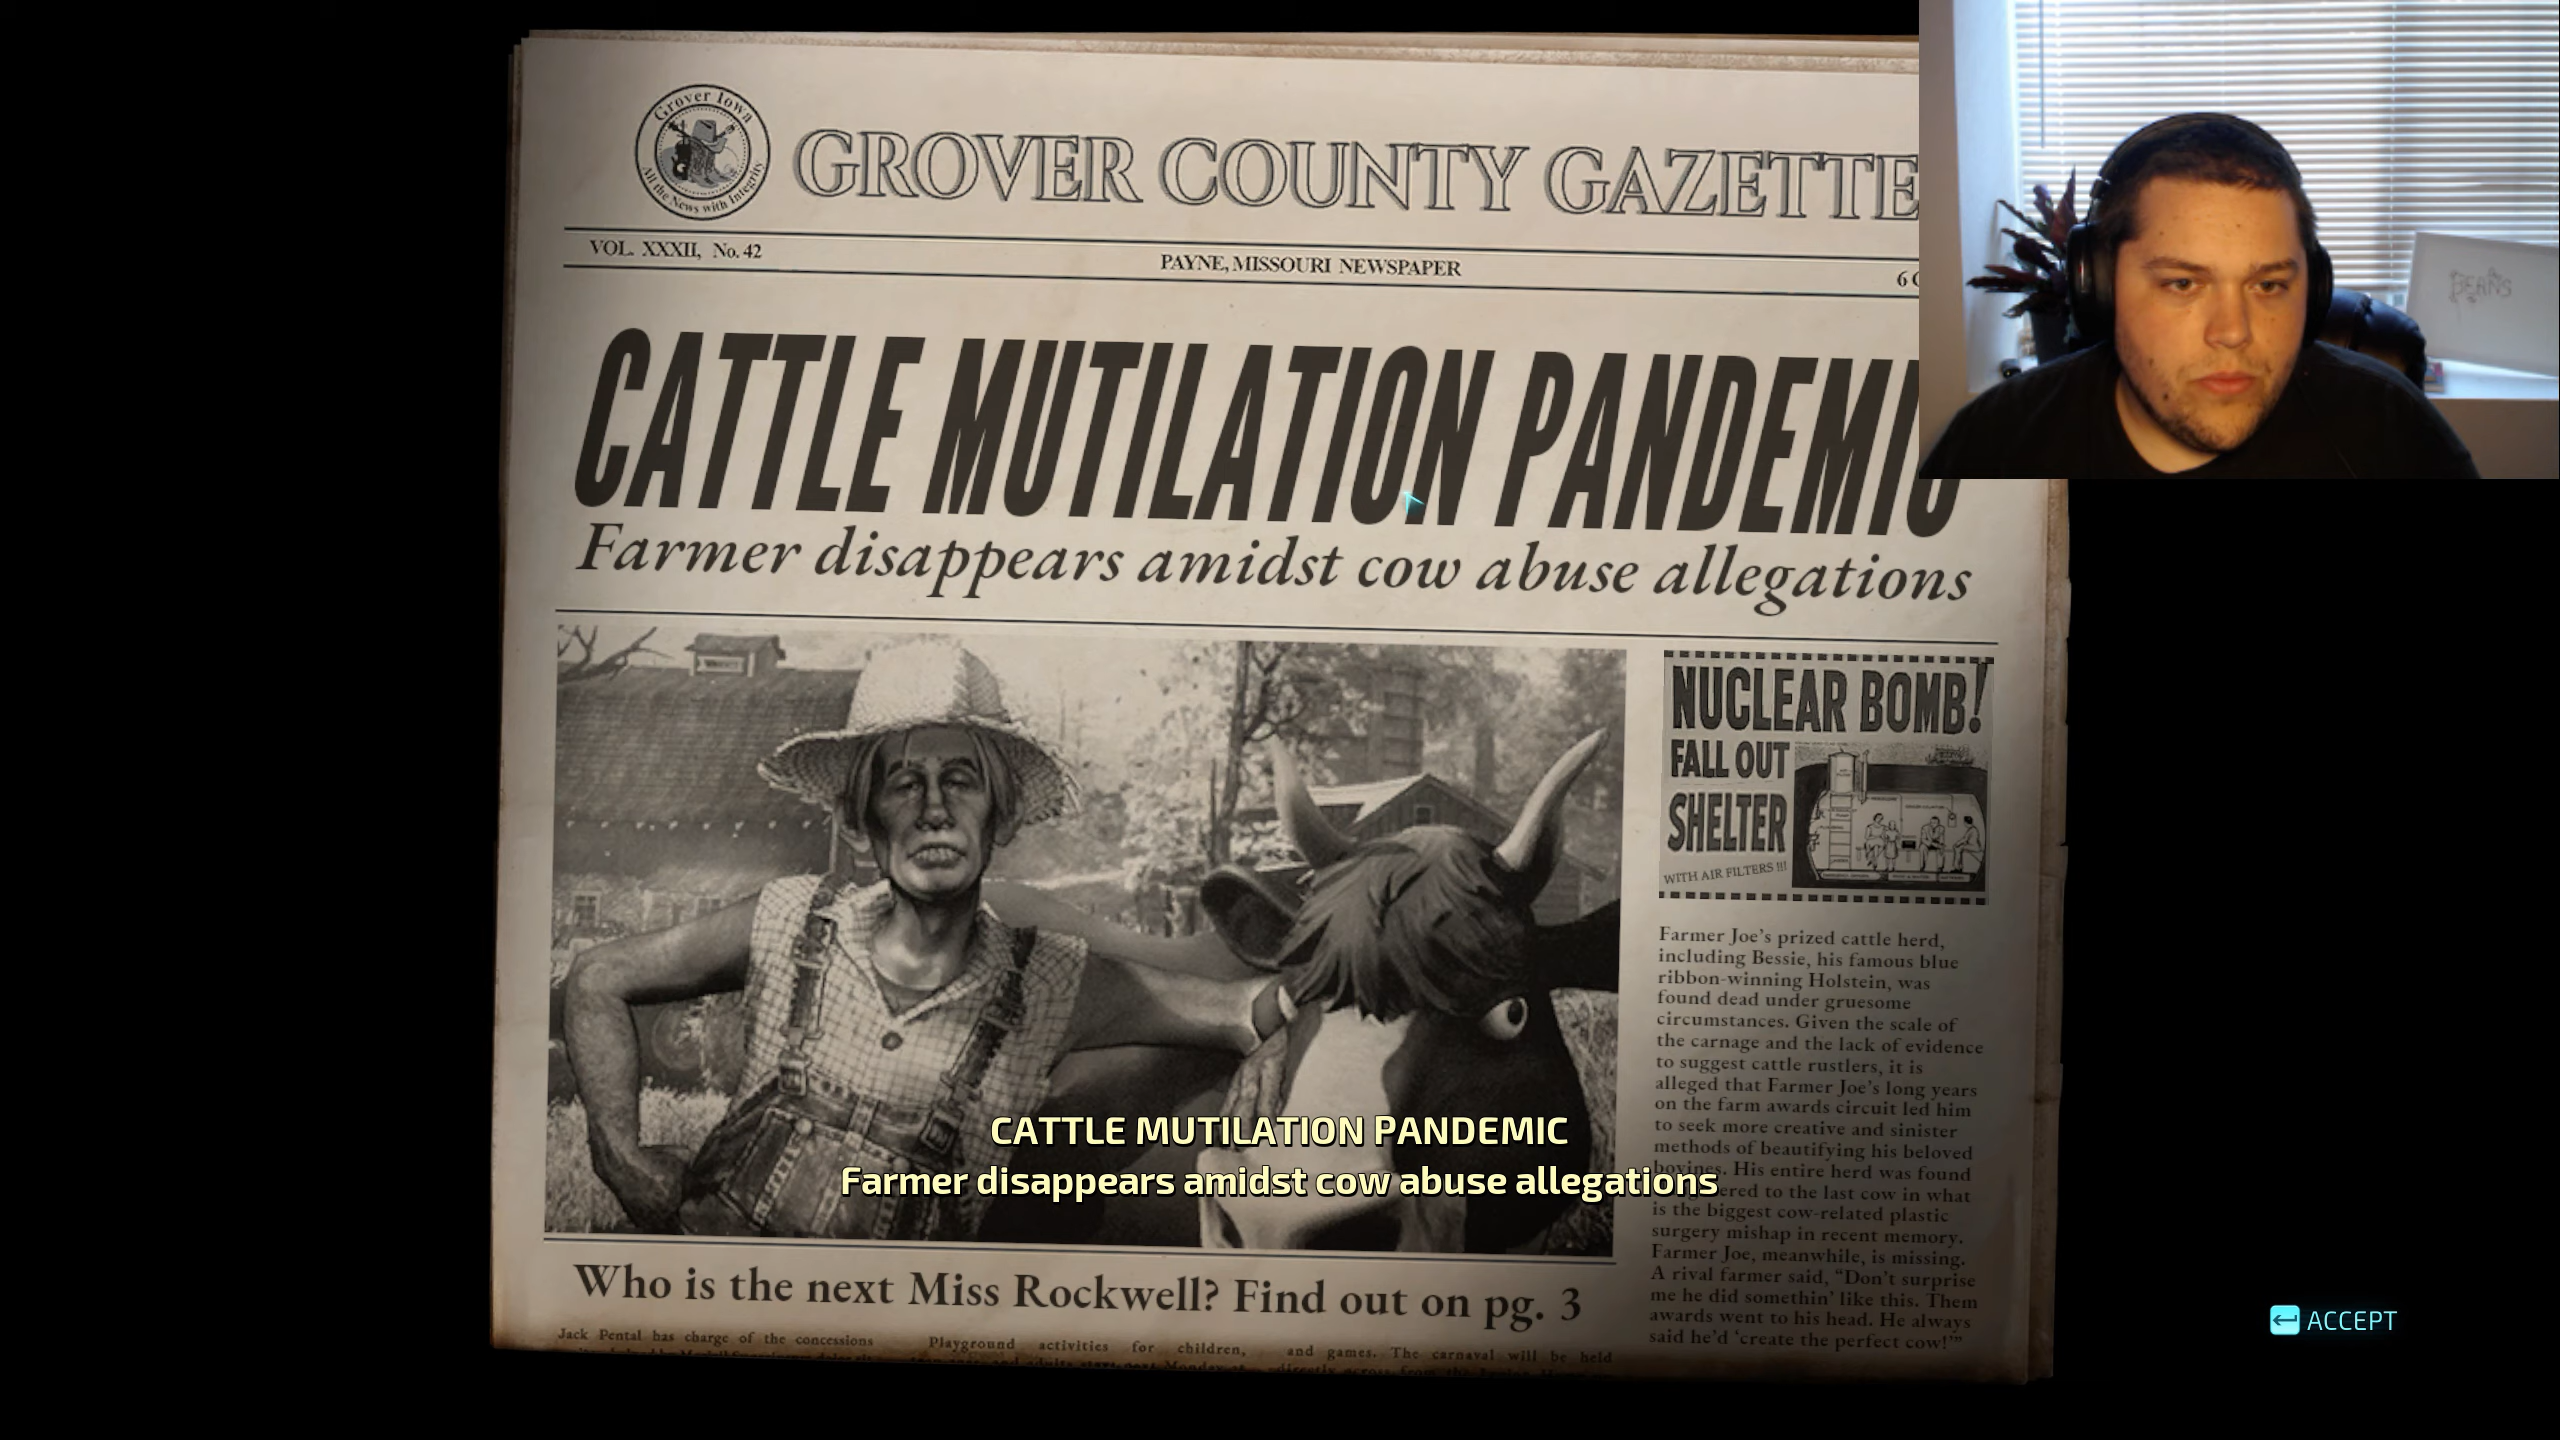 Grover Iowa
All the News with Integrity
GROVER COUNTY GAZETTE
VOL. XXXII, No. 42
PAYNE, MISSOURI NEWSPAPER
6
BEANS
CATTLE MUTILATION PANDEMIC
Farmer disappears amidst cow abuse allegations
NUCLEAR BOMB!
FALL OUT
SHELTER
WITH AIR FILTERS !!!
Farmer Joe's prized cattle herd,
including Bessie, his famous blue
ribbon-winning Holstein, was
found dead under gruesome
circumstances. Given the scale of
the carnage and the lack of evidence
to suggest cattle rustlers, it is
alleged that Farmer Joe's long years
on the farm awards circuit led him
to seek more creative and sinister
methods of beautifying his beloved
bovines. His entire herd was found
to the last cow in what
is the biggest cow-related plastic
surgery mishap in recent memory.
Farmer Joe, meanwhile, is missing.
A rival farmer said, “Don't surprise
me he did somethin' like this. Them
awards went to his head. He always
said he'd ‘create the perfect cow!’”
CATTLE MUTILATION PANDEMIC
Farmer disappears amidst cow abuse allegations
Who is the next Miss Rockwell? Find out on pg. 3
Jack Pental has charge of the concessions
Playground activities for children,
and games. The carnaval will be held
ACCEPT